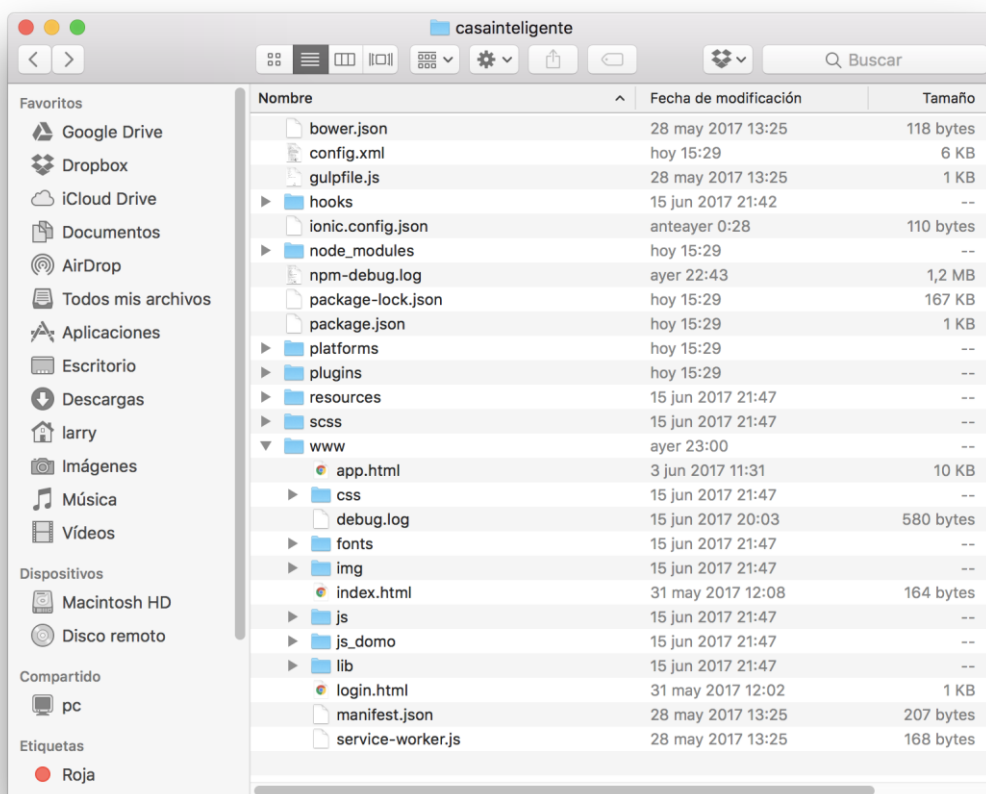 casainteligente
Buscar
Favoritos
Google Drive
Dropbox
iCloud Drive
Documentos
AirDrop
Todos mis archivos
Aplicaciones
Escritorio
Descargas
larry
Imágenes
Música
Vídeos
Dispositivos
Macintosh HD
Disco remoto
Compartido
pc
Etiquetas
Roja
Nombre Fecha de modificación Tamaño
bower.json 28 may 2017 13:25 118 bytes
config.xml hoy 15:29 6 KB
gulpfile.js 28 may 2017 13:25 1 KB
hooks 15 jun 2017 21:42 --
ionic.config.json anteayer 0:28 110 bytes
node_modules hoy 15:29 --
npm-debug.log ayer 22:43 1,2 MB
package-lock.json hoy 15:29 167 KB
package.json hoy 15:29 1 KB
platforms hoy 15:29 --
plugins hoy 15:29 --
resources 15 jun 2017 21:47 --
scss 15 jun 2017 21:47 --
www ayer 23:00 --
app.html 3 jun 2017 11:31 10 KB
css 15 jun 2017 21:47 --
debug.log 15 jun 2017 20:03 580 bytes
fonts 15 jun 2017 21:47 --
img 15 jun 2017 21:47 --
index.html 31 may 2017 12:08 164 bytes
js 15 jun 2017 21:47 --
js_domo 15 jun 2017 21:47 --
lib 15 jun 2017 21:47 --
login.html 31 may 2017 12:02 1 KB
manifest.json 28 may 2017 13:25 207 bytes
service-worker.js 28 may 2017 13:25 168 bytes